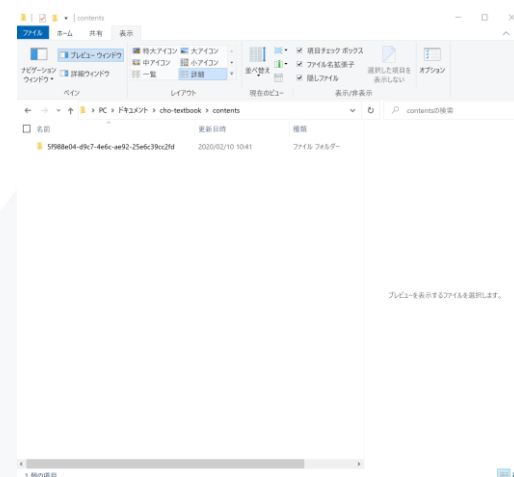 contents
ファイル ホーム 共有 表示
ナビゲーション ウィンドウ
プレビュー ウィンドウ
詳細ウィンドウ
特大アイコン 大アイコン
中アイコン 小アイコン
一覧 詳細
並べ替え
項目チェック ボックス
ファイル名拡張子
隠しファイル
選択した項目を 表示しない
オプション
ペイン レイアウト 現在のビュー 表示/非表示
PC > ドキュメント > cho-textbook > contents
contentsの検索
名前 更新日時 種類
5f988e04-d9c7-4e6c-ae92-25e6c39cc2fd 2020/02/10 10:41 ファイル フォルダー
プレビューを表示するファイルを選択します。
1 個の項目